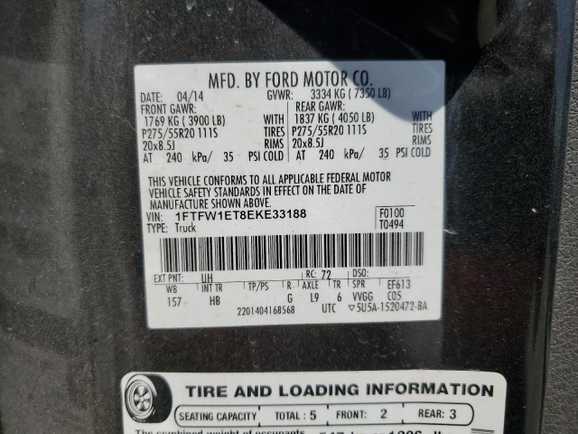 MFD. BY FORD MOTOR CO.
DATE: 04/14 GVWR: 3334 KG ( 7350 LB)
FRONT GAWR: REAR GAWR:
1769 KG ( 3900 LB) WITH 1837 KG ( 4050 LB) WITH
P275/55R20 111S TIRES P275/55R20 111S TIRES
20x8.5J RIMS 20x8.5J RIMS
AT 240 kPa/ 35 PSI COLD AT 240 kPa/ 35 PSI COLD
THIS VEHICLE CONFORMS TO ALL APPLICABLE FEDERAL MOTOR
VEHICLE SAFETY STANDARDS IN EFFECT ON THE DATE OF
MANUFACTURE SHOWN ABOVE.
VIN: 1FTFW1ET8EKE33188 F0100
TYPE: Truck T0494
EXT PNT: UH RC: 72 DSO:
WB INT TR TP/PS R AXLE TR SPR EF613
157 HB G L9 6 VVGG C05
2201404168568 UTC ▽5U5A-1520472-BA
TIRE AND LOADING INFORMATION
SEATING CAPACITY TOTAL : 5 FRONT: 2 REAR: 3
The combined weight of occupants